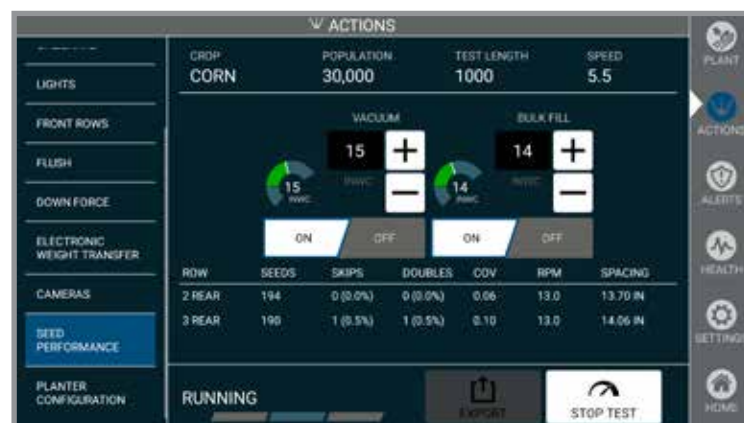 ACTIONS
LIGHTS
FRONT ROWS
FLUSH
DOWN FORCE
ELECTRONIC
WEIGHT TRANSFER
CAMERAS
SEED
PERFORMANCE
PLANTER
CONFIGURATION
CROP POPULATION TEST LENGTH SPEED
CORN 30,000 1000 5.5
VACUUM BULK FILL
15 + 14 +
15 INWC INWC − 14 INWC INWC −
ON OFF ON OFF
ROW SEEDS SKIPS DOUBLES COV RPM SPACING
2 REAR 194 0 (0.0%) 0 (0.0%) 0.06 13.0 13.70 IN
3 REAR 190 1 (0.5%) 1 (0.5%) 0.10 13.0 14.06 IN
RUNNING
EXPORT
STOP TEST
PLANT
ACTIONS
ALERTS
HEALTH
SETTINGS
HOME